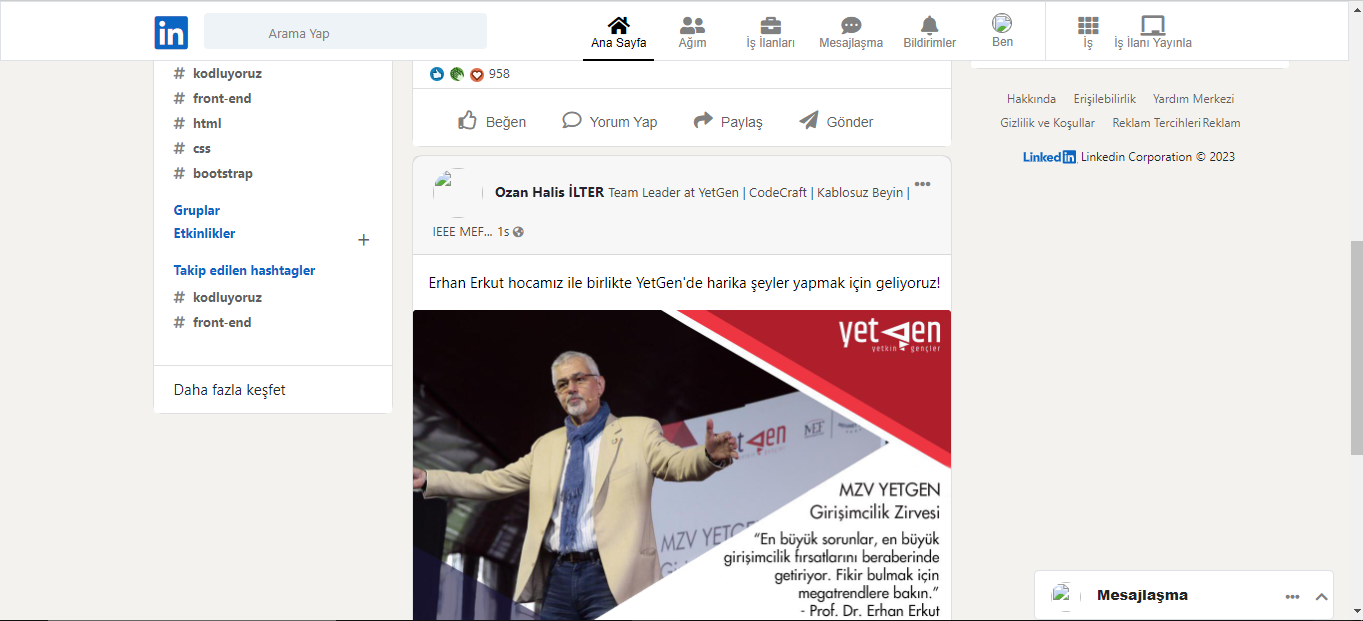 in Arama Yap Ana Sayfa Ağım İş İlanları Mesajlaşma Bildirimler Ben İş İş İlanı Yayınla
# kodluyoruz
# front-end
# html
# css
# bootstrap
Gruplar
Etkinlikler
+
Takip edilen hashtagler
# kodluyoruz
# front-end
Daha fazla keşfet
958
Beğen Yorum Yap Paylaş Gönder
Ozan Halis İLTER Team Leader at YetGen | CodeCraft | Kablosuz Beyin |
IEEE MEF... 1s
Erhan Erkut hocamız ile birlikte YetGen'de harika şeyler yapmak için geliyoruz!
yetgen
yetkin gençler
MEF
MZV YETGEN
MZV YETGEN
Girişimcilik Zirvesi
“En büyük sorunlar, en büyük
girişimcilik fırsatlarını beraberinde
getiriyor. Fikir bulmak için
megatrendlere bakın.”
- Prof. Dr. Erhan Erkut
Hakkında Erişilebilirlik Yardım Merkezi
Gizlilik ve Koşullar Reklam TercihleriReklam
Linkedin Linkedin Corporation © 2023
Mesajlaşma